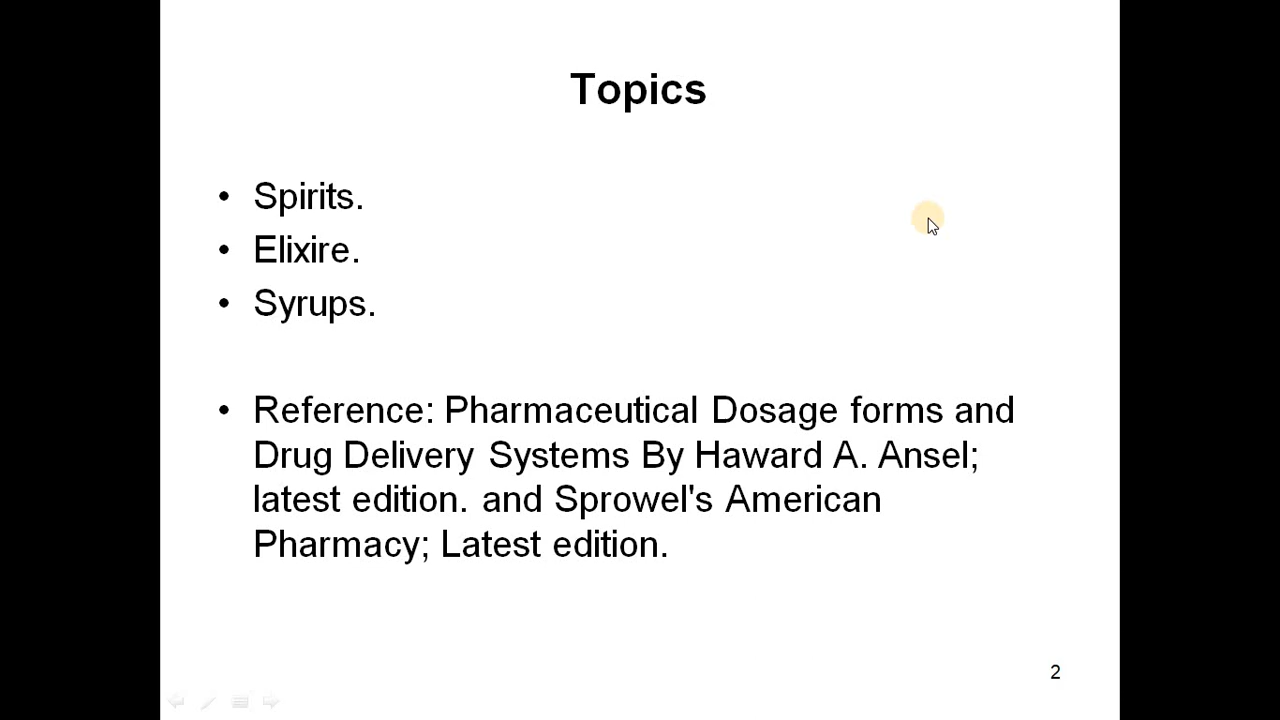 Topics
• Spirits.
• Elixire.
• Syrups.
• Reference: Pharmaceutical Dosage forms and
Drug Delivery Systems By Haward A. Ansel;
latest edition. and Sprowel's American
Pharmacy; Latest edition.
2